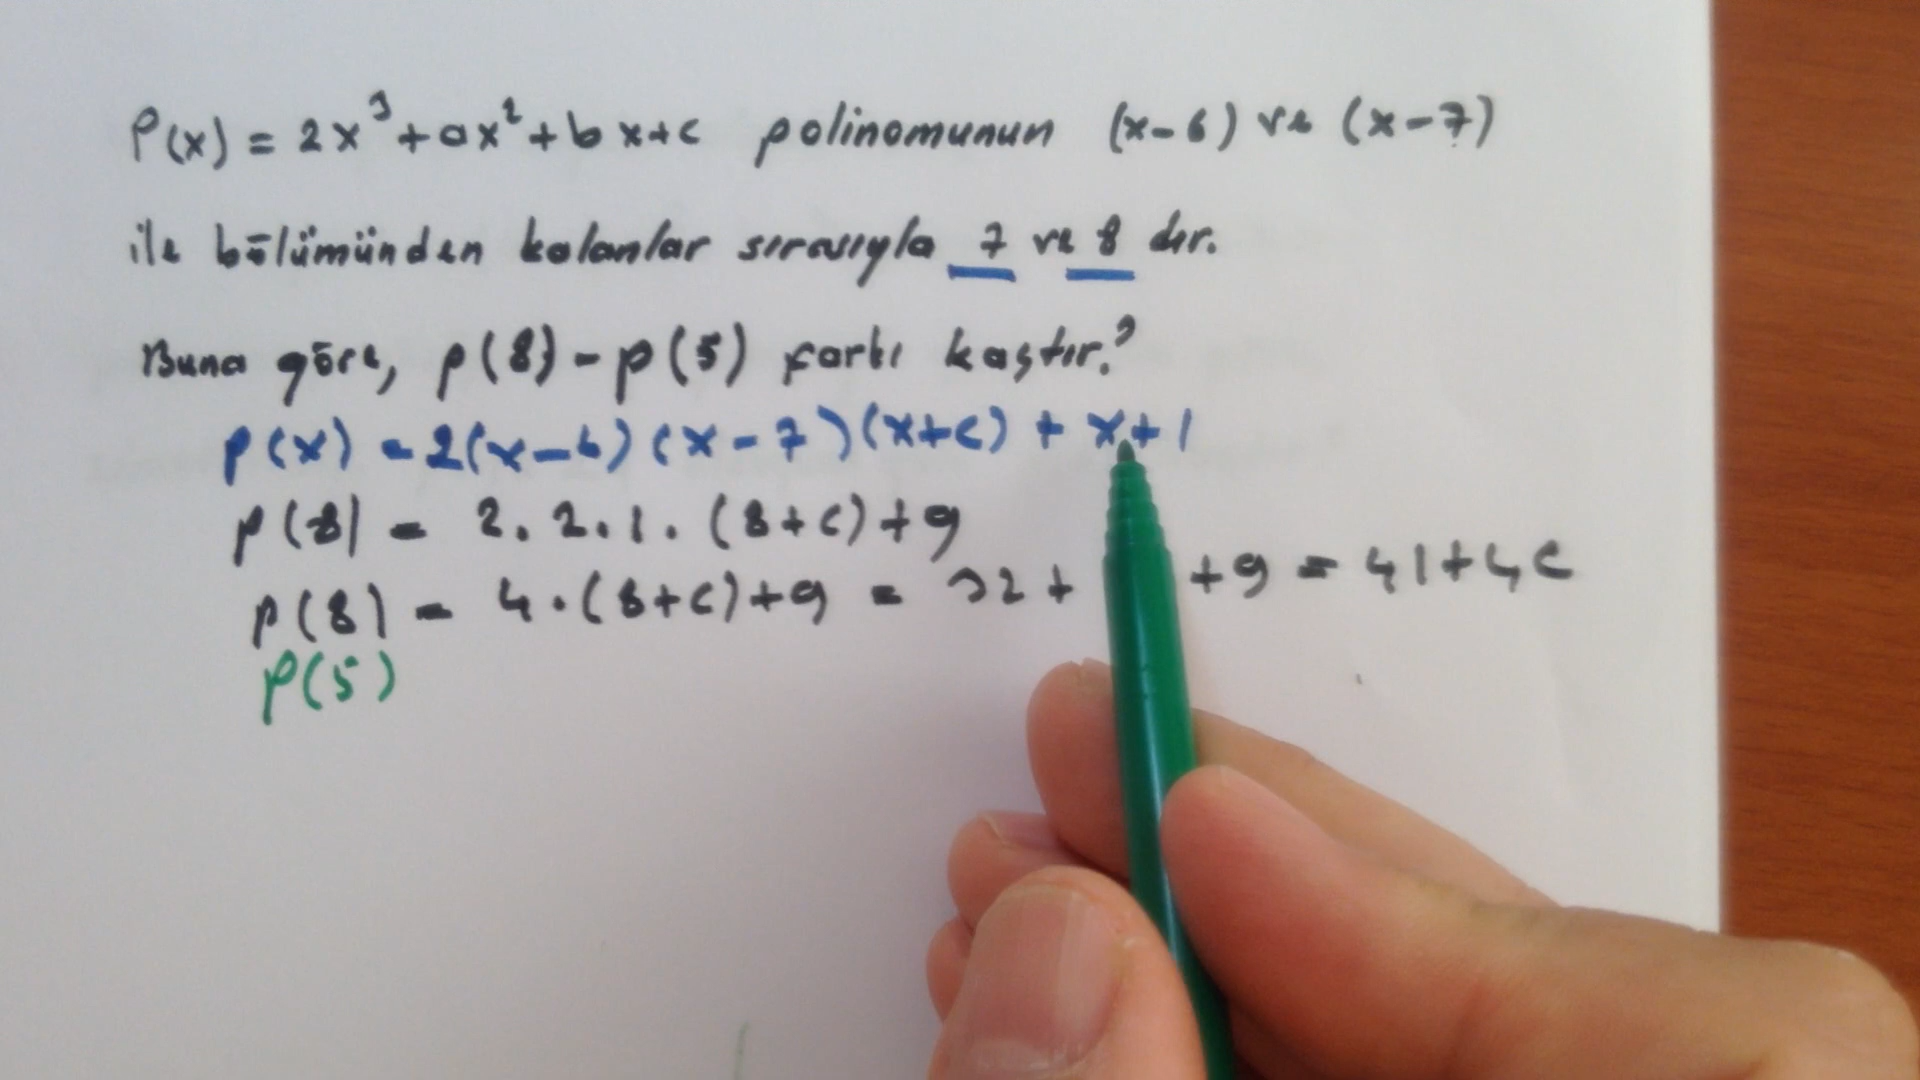 P(x) = 2x³+ax²+bx+c polinomunun (x-6) ve (x-7)
ile bölümünden kalanlar sırasıyla 7 ve 8 dır.
Buna göre, p(8)-p(5) farkı kaçtır?
p(x) = 2(x-6)(x-7)(x+c) + x+1
p(8) = 2.2.1.(8+c)+9
p(8) = 4.(8+c)+9 = 32+ +9 = 41+4c
P(5)